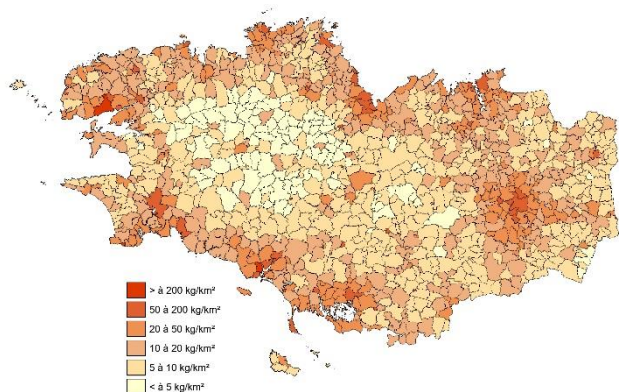 > à 200 kg/km²
50 à 200 kg/km²
20 à 50 kg/km²
10 à 20 kg/km²
5 à 10 kg/km²
< à 5 kg/km²